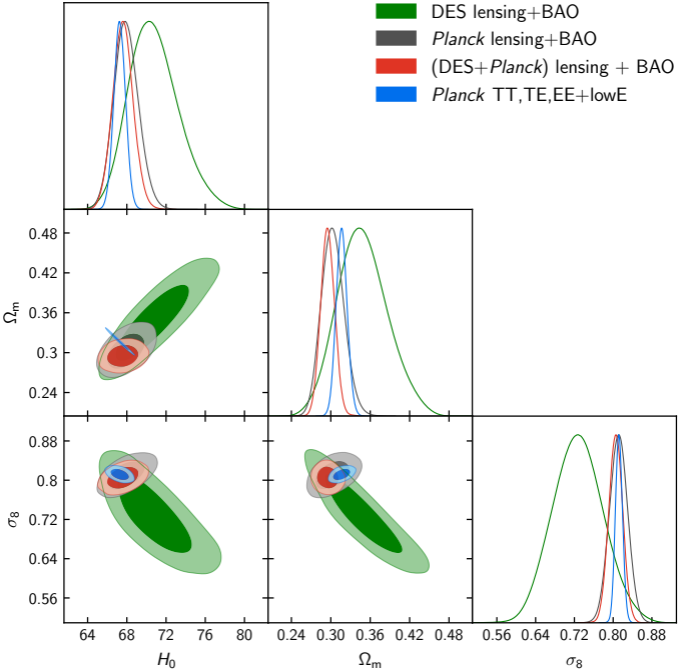 DES lensing+BAO
Planck lensing+BAO
(DES+Planck) lensing + BAO
Planck TT,TE,EE+lowE
0.48
0.42
0.36
0.3
0.24
Ωm
0.88
0.8
0.72
0.64
0.56
σ8
64 68 72 76 80
H0
0.24 0.30 0.36 0.42 0.48
Ωm
0.56 0.64 0.72 0.80 0.88
σ8